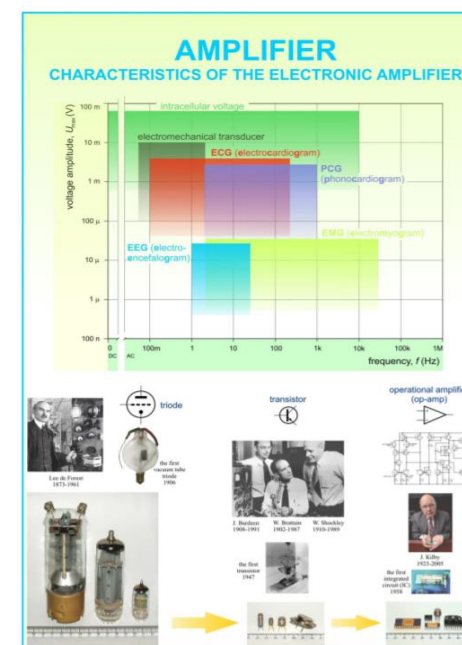 AMPLIFIER
CHARACTERISTICS OF THE ELECTRONIC AMPLIFIER
voltage amplitude, Umax (V)
100 m
10 m
1 m
100 µ
10 µ
1 µ
100 n
intracellular voltage
electromechanical transducer
ECG (electrocardiogram)
PCG
(phonocardiogram)
EMG (electromyogram)
EEG (electro-
encefalogram)
0 100m 1 10 100 1k 10k 100k 1M
DC AC
frequency, f (Hz)
triode
transistor
operational amplifi
(op-amp)
Lee de Forest
1873-1961
the first
vacuum tube
triode
1906
J. Bardeen
1908-1991
W. Brattain
1902-1987
W. Shockley
1910-1989
the first
transistor
1947
J. Kilby
1923-2005
the first
integrated
circuit (IC)
1958